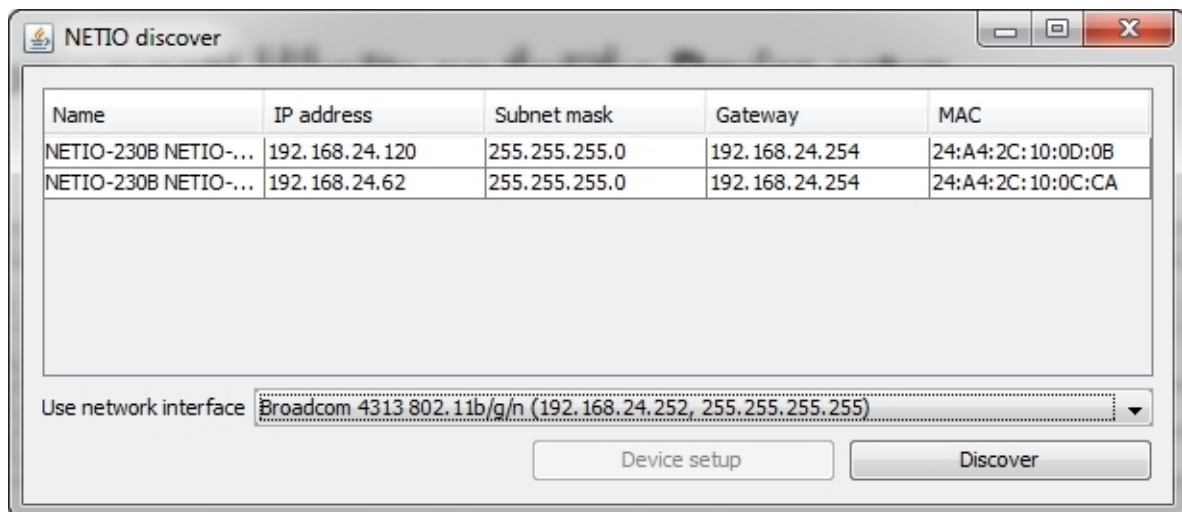 NETIO discover
Name IP address Subnet mask Gateway MAC
NETIO-230B NETIO-... 192.168.24.120 255.255.255.0 192.168.24.254 24:A4:2C:10:0D:0B
NETIO-230B NETIO-... 192.168.24.62 255.255.255.0 192.168.24.254 24:A4:2C:10:0C:CA
Use network interface Broadcom 4313 802.11b/g/n (192.168.24.252, 255.255.255.255)
Device setup Discover